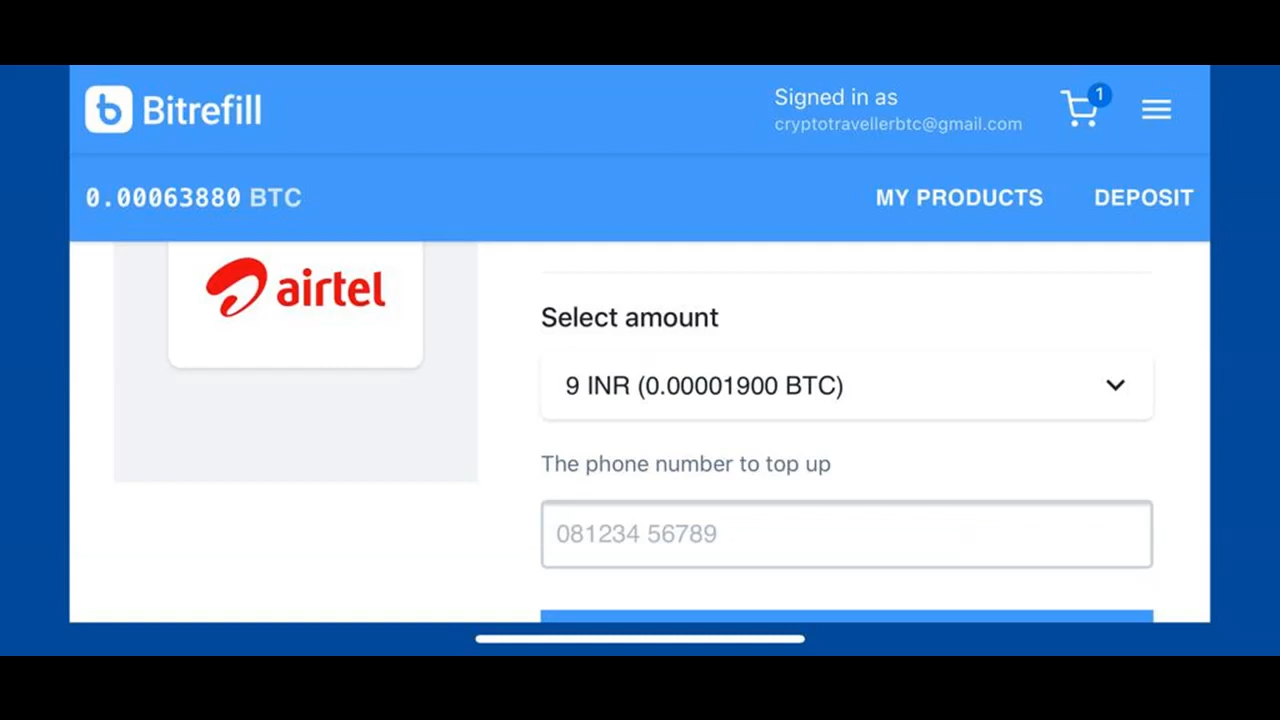 Bitrefill
Signed in as
cryptotravellerbtc@gmail.com
1
0.00063880 BTC
MY PRODUCTS
DEPOSIT
airtel
Select amount
9 INR (0.00001900 BTC)
The phone number to top up
081234 56789